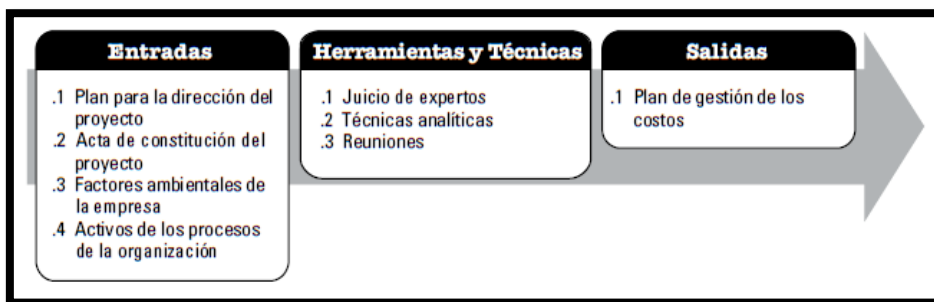 Entradas
.1 Plan para la dirección del
proyecto
.2 Acta de constitución del
proyecto
.3 Factores ambientales de
la empresa
.4 Activos de los procesos
de la organización
Herramientas y Técnicas
.1 Juicio de expertos
.2 Técnicas analíticas
.3 Reuniones
Salidas
.1 Plan de gestión de los
costos